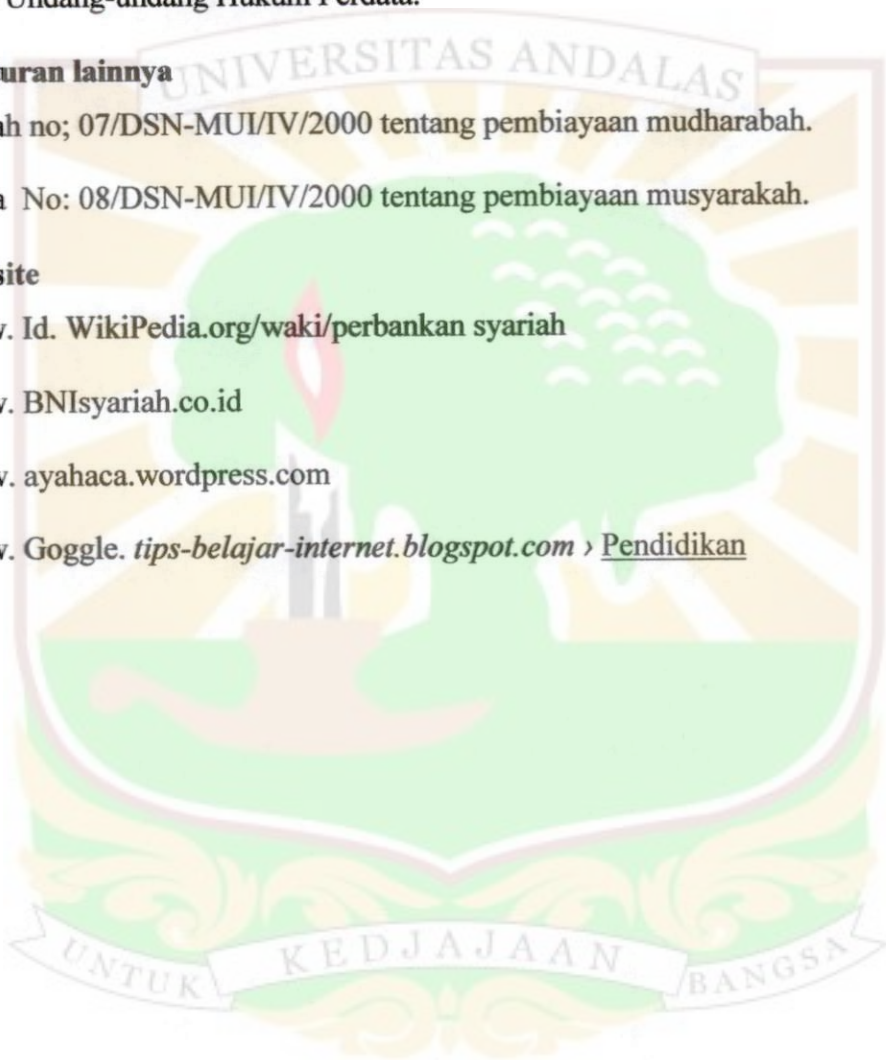 Undang-undang Hukum Perdata.
uran lainnya
ah no; 07/DSN-MUI/IV/2000 tentang pembiayaan mudharabah.
a No: 08/DSN-MUI/IV/2000 tentang pembiayaan musyarakah.
site
v. Id. WikiPedia.org/waki/perbankan syariah
v. BNIsyariah.co.id
v. ayahaca.wordpress.com
v. Goggle. tips-belajar-internet.blogspot.com › Pendidikan
UNIVERSITAS ANDALAS
UNTUK KEDJAJAAN BANGSA